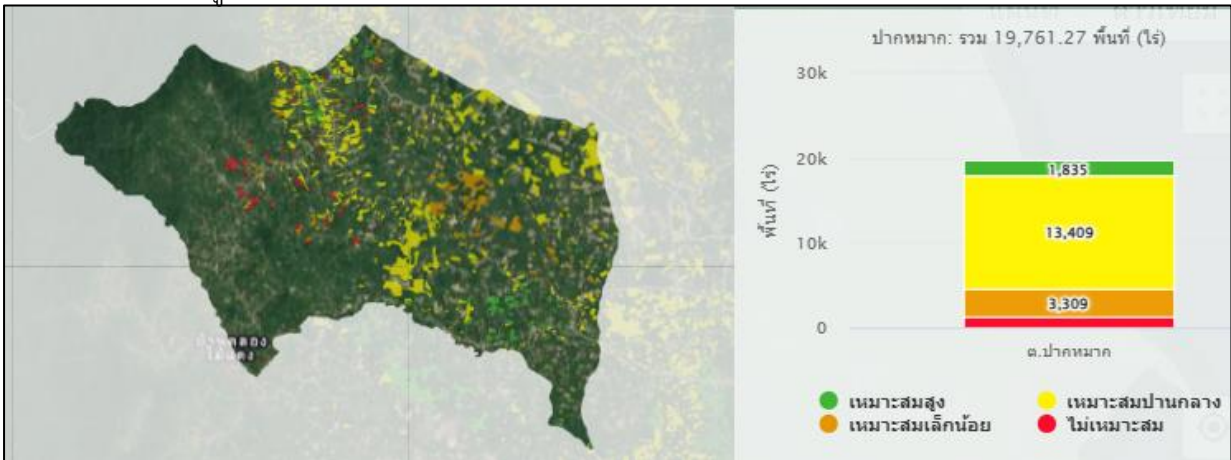 ปากหมาก: รวม 19,761.27 พื้นที่ (ไร่)
30k
20k
10k
0
พื้นที่ (ไร่)
1,835
13,409
3,309
ต.ปากหมาก
เหมาะสมสูง
เหมาะสมปานกลาง
เหมาะสมเล็กน้อย
ไม่เหมาะสม